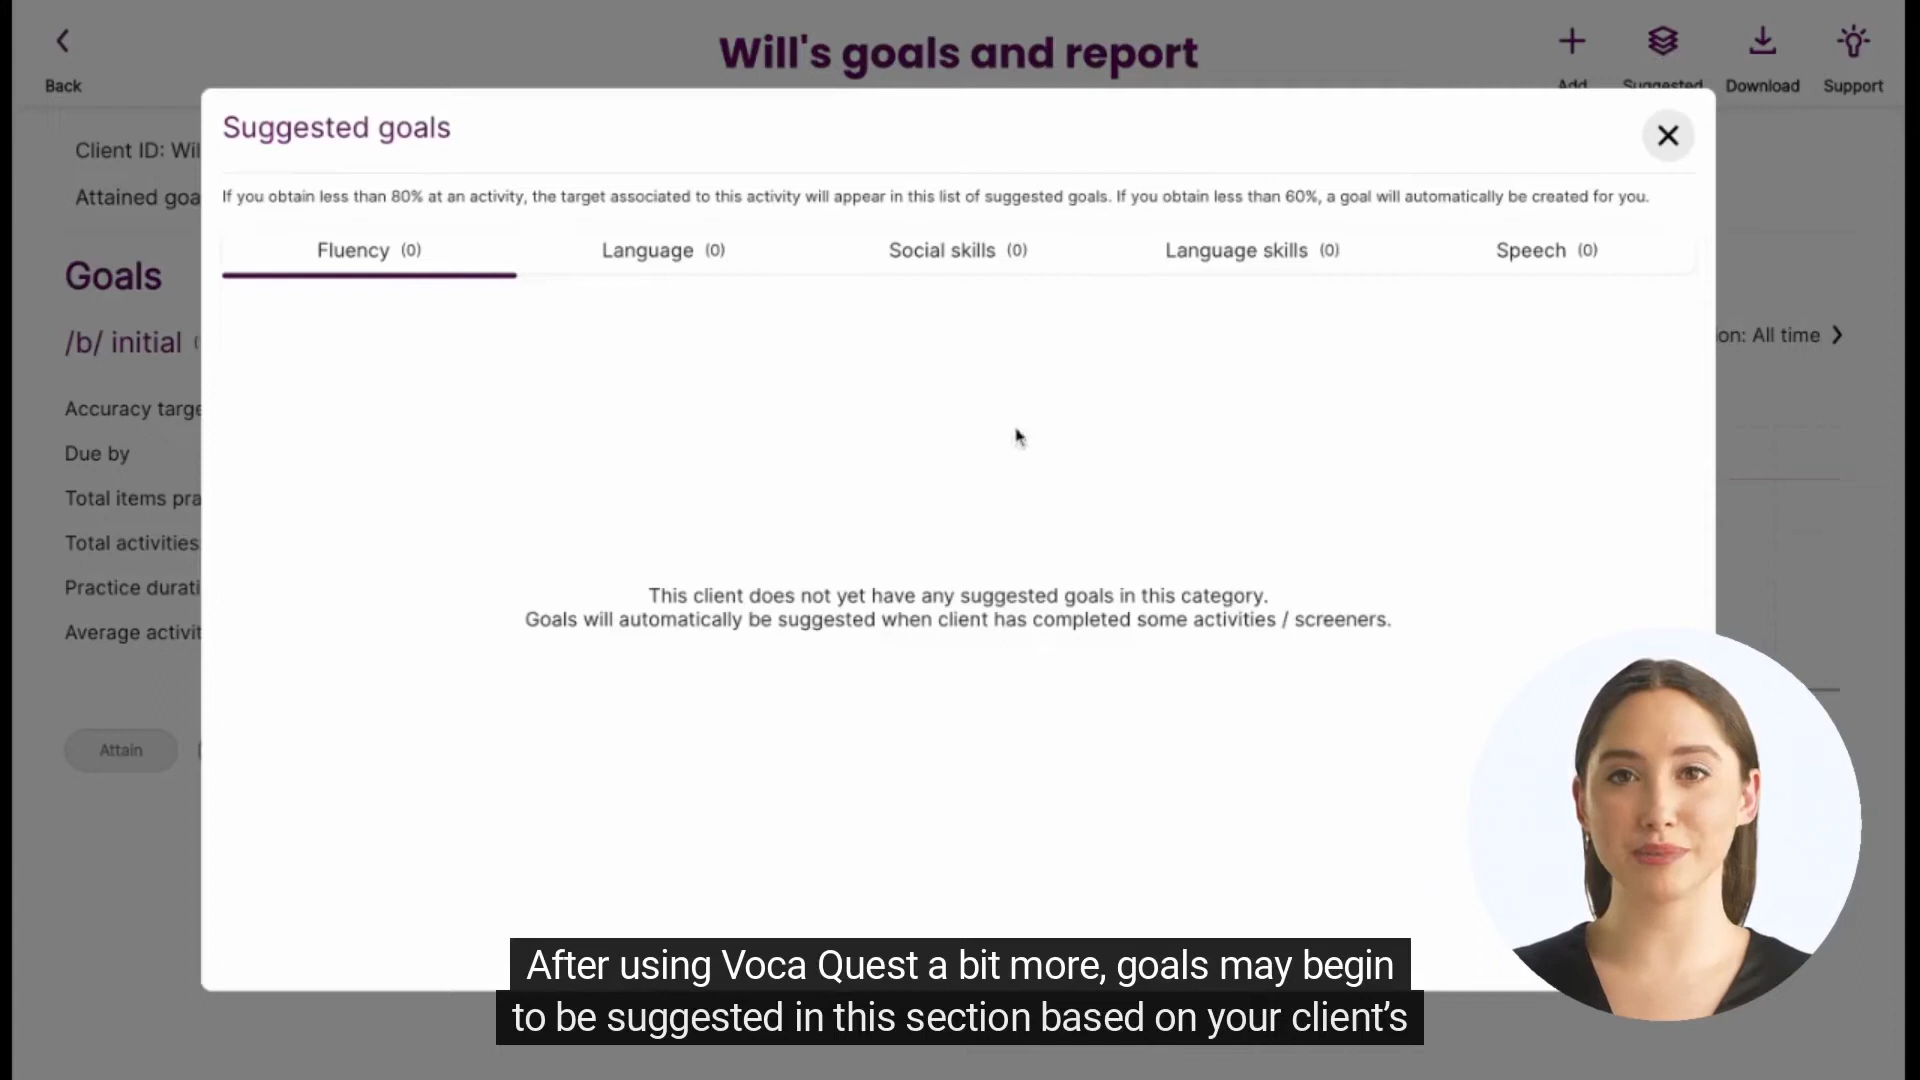 Will's goals and report
Back
Add
Suggested
Download
Support
Suggested goals
Client ID: Wil
Attained goa
If you obtain less than 80% at an activity, the target associated to this activity will appear in this list of suggested goals. If you obtain less than 60%, a goal will automatically be created for you.
Fluency (0)
Language (0)
Social skills (0)
Language skills (0)
Speech (0)
Goals
/b/ initial (
on: All time
Accuracy targe
Due by
Total items pra
Total activities
Practice durati
Average activit
This client does not yet have any suggested goals in this category.
Goals will automatically be suggested when client has completed some activities / screeners.
Attain
After using Voca Quest a bit more, goals may begin
to be suggested in this section based on your client’s